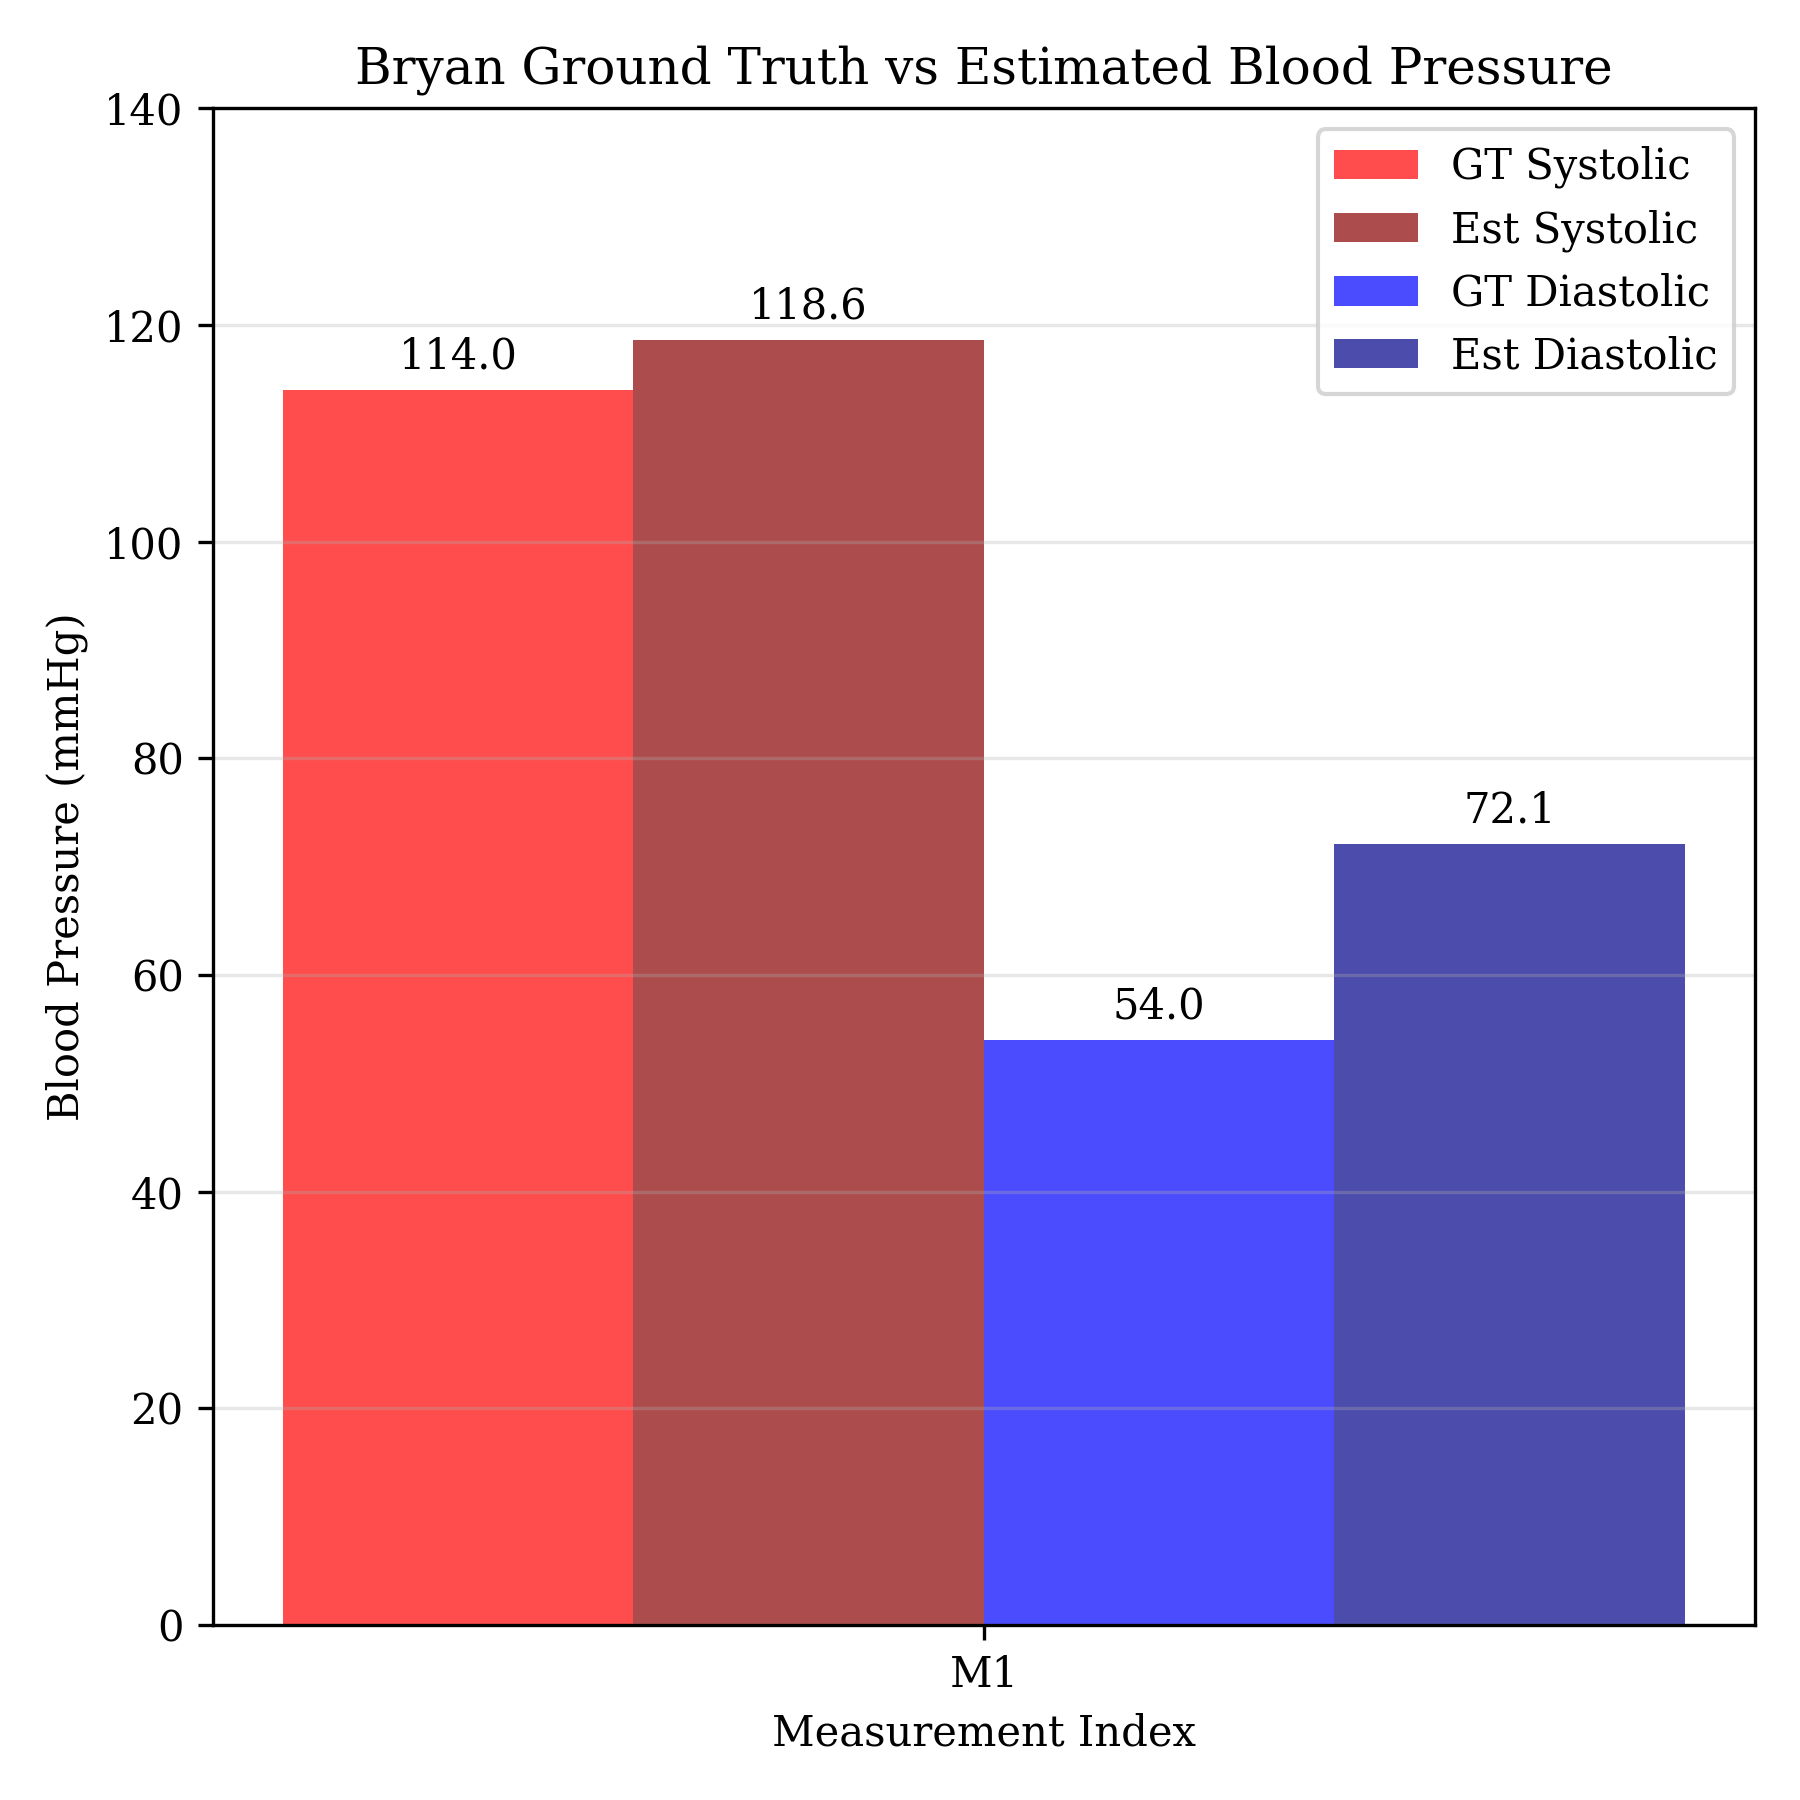 Bryan Ground Truth vs Estimated Blood Pressure
140
120
100
80
60
40
20
0
Blood Pressure (mmHg)
GT Systolic
Est Systolic
GT Diastolic
Est Diastolic
114.0
118.6
54.0
72.1
M1
Measurement Index